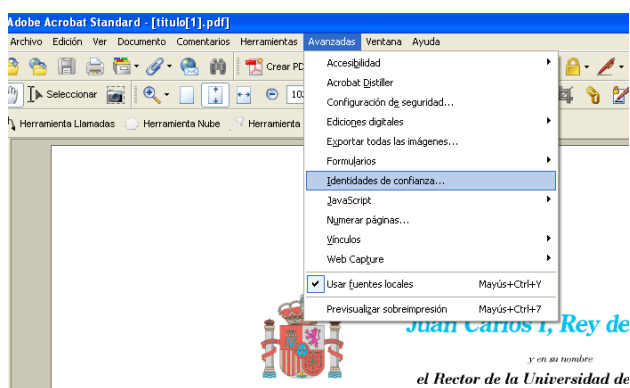 Adobe Acrobat Standard - [titulo[1].pdf]
Archivo Edición Ver Documento Comentarios Herramientas Avanzadas Ventana Ayuda
Crear PD
Seleccionar
Herramienta Llamadas Herramienta Nube Herramienta
Accesibilidad
Acrobat Distiller
Configuración de seguridad...
Ediciones digitales
Exportar todas las imágenes...
Formularios
Identidades de confianza...
JavaScript
Numerar páginas...
Vínculos
Web Capture
Usar fuentes locales Mayús+Ctrl+Y
Previsualizar sobreimpresión Mayús+Ctrl+7
Juan Carlos I, Rey de
y en su nombre
el Rector de la Universidad de